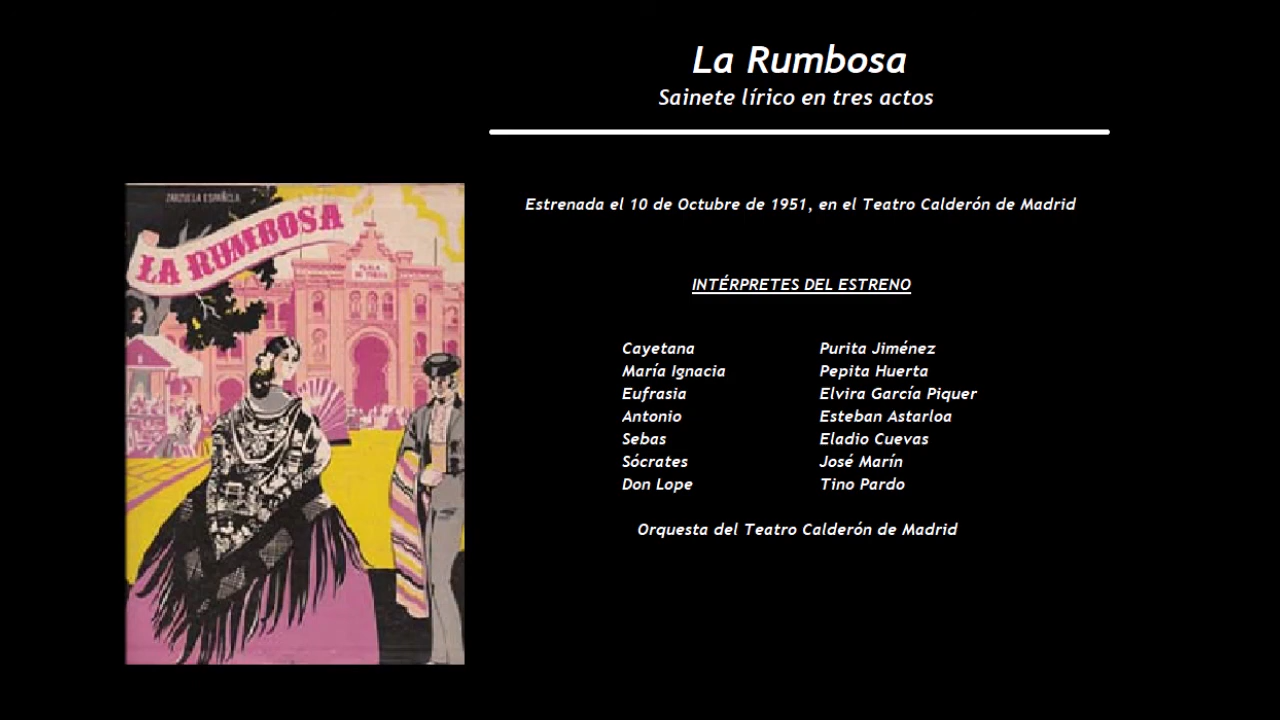 La Rumbosa
Sainete lírico en tres actos
ZARZUELA ESPAÑOLA
LA RUMBOSA
PLAZA
DE TOROS
Estrenada el 10 de Octubre de 1951, en el Teatro Calderón de Madrid
INTÉRPRETES DEL ESTRENO
Cayetana Purita Jiménez
María Ignacia Pepita Huerta
Eufrasia Elvira García Piquer
Antonio Esteban Astarloa
Sebas Eladio Cuevas
Sócrates José Marín
Don Lope Tino Pardo
Orquesta del Teatro Calderón de Madrid